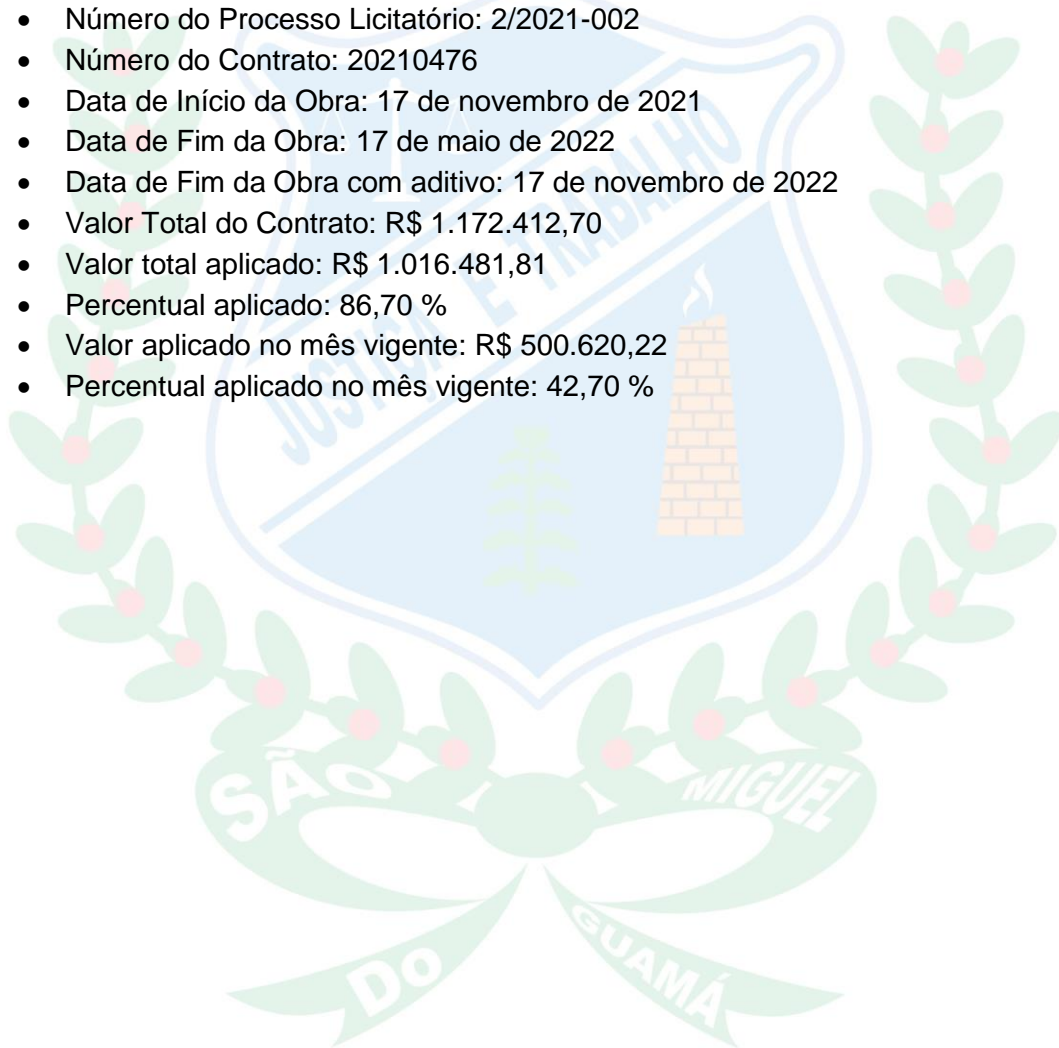 • Número do Processo Licitatório: 2/2021-002
• Número do Contrato: 20210476
• Data de Início da Obra: 17 de novembro de 2021
• Data de Fim da Obra: 17 de maio de 2022
• Data de Fim da Obra com aditivo: 17 de novembro de 2022
• Valor Total do Contrato: R$ 1.172.412,70
• Valor total aplicado: R$ 1.016.481,81
• Percentual aplicado: 86,70 %
• Valor aplicado no mês vigente: R$ 500.620,22
• Percentual aplicado no mês vigente: 42,70 %
JUSTIÇA E TRABALHO
SÃO MIGUEL
DO GUAMÁ